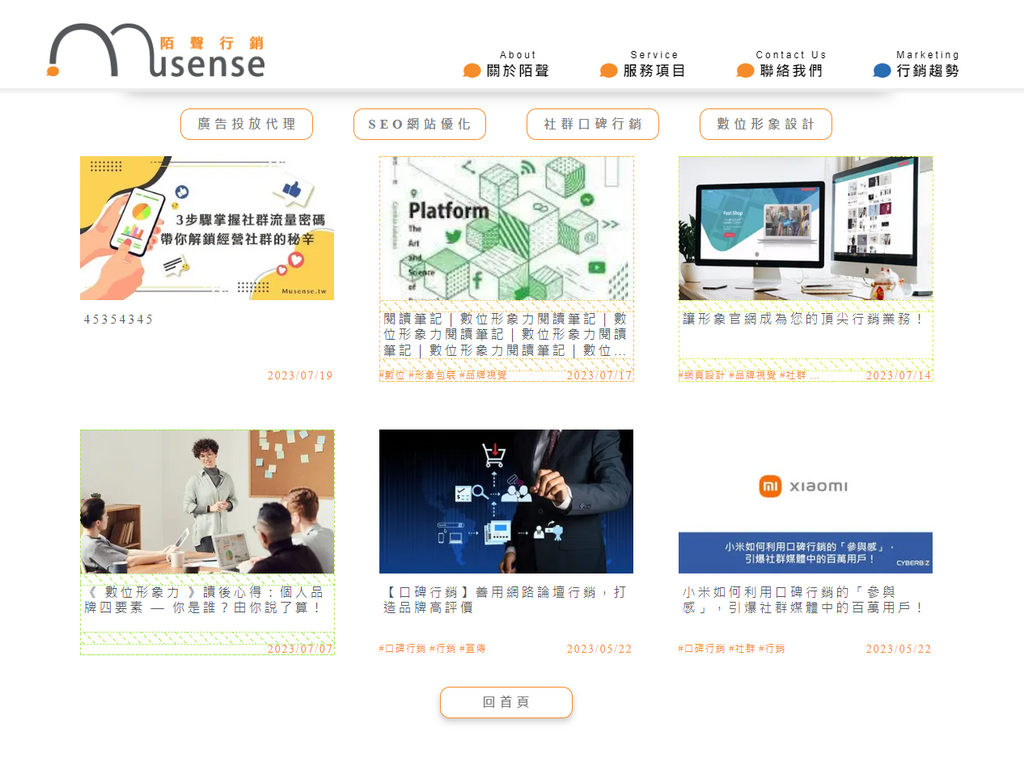 陌聲行銷
Musense
About
關於陌聲
Service
服務項目
Contact Us
聯絡我們
Marketing
行銷趨勢
廣告投放代理
SEO網站優化
社群口碑行銷
數位形象設計
3步驟掌握社群流量密碼
帶你解鎖經營社群的秘辛
Musense.tw
45354345
2023/07/19
Platform
The
Art
and
Science
of
閱讀筆記 | 數位形象力閱讀筆記 | 數
位形象力閱讀筆記 | 數位形象力閱讀
筆記 | 數位形象力閱讀筆記 | 數位...
#數位 #形象包裝 #品牌視覺
2023/07/17
讓形象官網成為您的頂尖行銷業務！
#網頁設計 #品牌視覺 #社群 ...
2023/07/14
《 數位形象力 》讀後心得：個人品
牌四要素 — 你是誰？由你說了算！
2023/07/07
【口碑行銷】善用網路論壇行銷，打
造品牌高評價
#口碑行銷 #行銷 #宣傳
2023/05/22
mi xiaomi
小米如何利用口碑行銷的「參與感」，
引爆社群媒體中的百萬用戶！
CYBERBIZ
小米如何利用口碑行銷的「參與
感」，引爆社群媒體中的百萬用戶！
#口碑行銷 #社群 #行銷
2023/05/22
回首頁